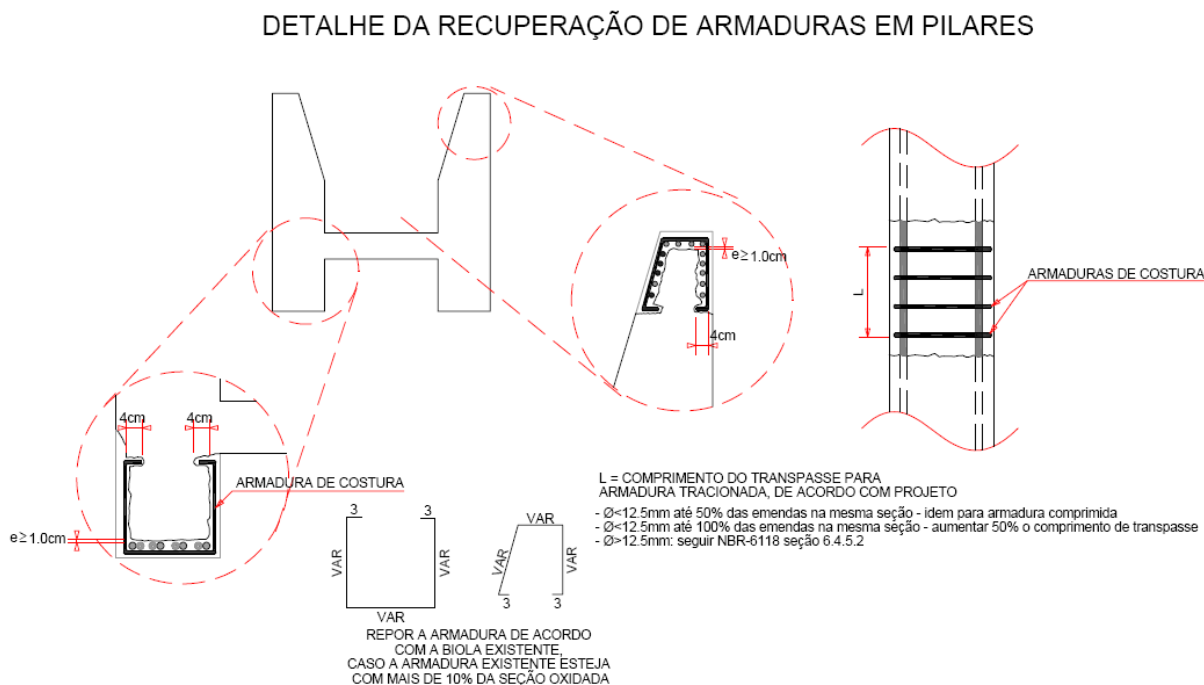 DETALHE DA RECUPERAÇÃO DE ARMADURAS EM PILARES
e≥1.0cm
4cm
L
ARMADURAS DE COSTURA
4cm
4cm
ARMADURA DE COSTURA
e≥1.0cm
3
3
VAR
VAR
VAR
VAR
VAR
VAR
3
3
REPOR A ARMADURA DE ACORDO
COM A BIOLA EXISTENTE,
CASO A ARMADURA EXISTENTE ESTEJA
COM MAIS DE 10% DA SEÇÃO OXIDADA
L = COMPRIMENTO DO TRANSPASSE PARA
ARMADURA TRACIONADA, DE ACORDO COM PROJETO
- Ø<12.5mm até 50% das emendas na mesma seção - idem para armadura comprimida
- Ø<12.5mm até 100% das emendas na mesma seção - aumentar 50% o comprimento de transpasse
- Ø>12.5mm: seguir NBR-6118 seção 6.4.5.2